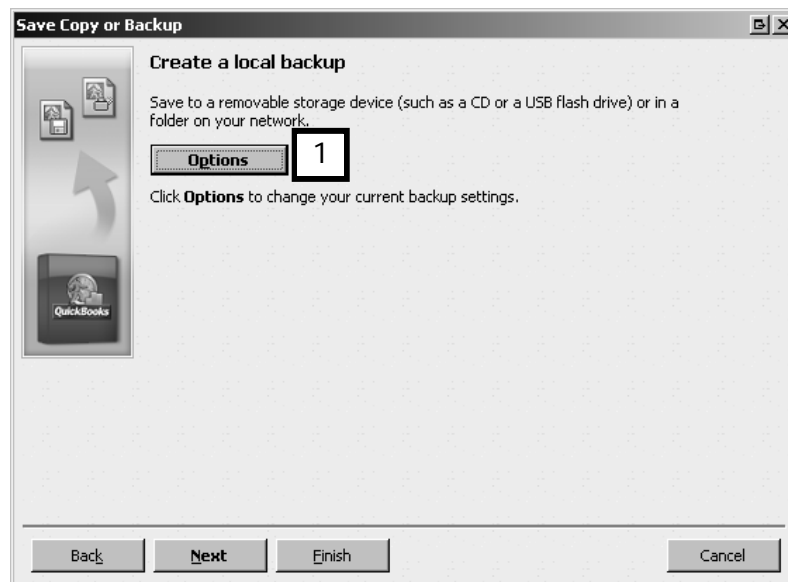 Save Copy or Backup
Create a local backup
Save to a removable storage device (such as a CD or a USB flash drive) or in a
folder on your network.
Options
1
Click Options to change your current backup settings.
QuickBooks
Back
Next
Finish
Cancel